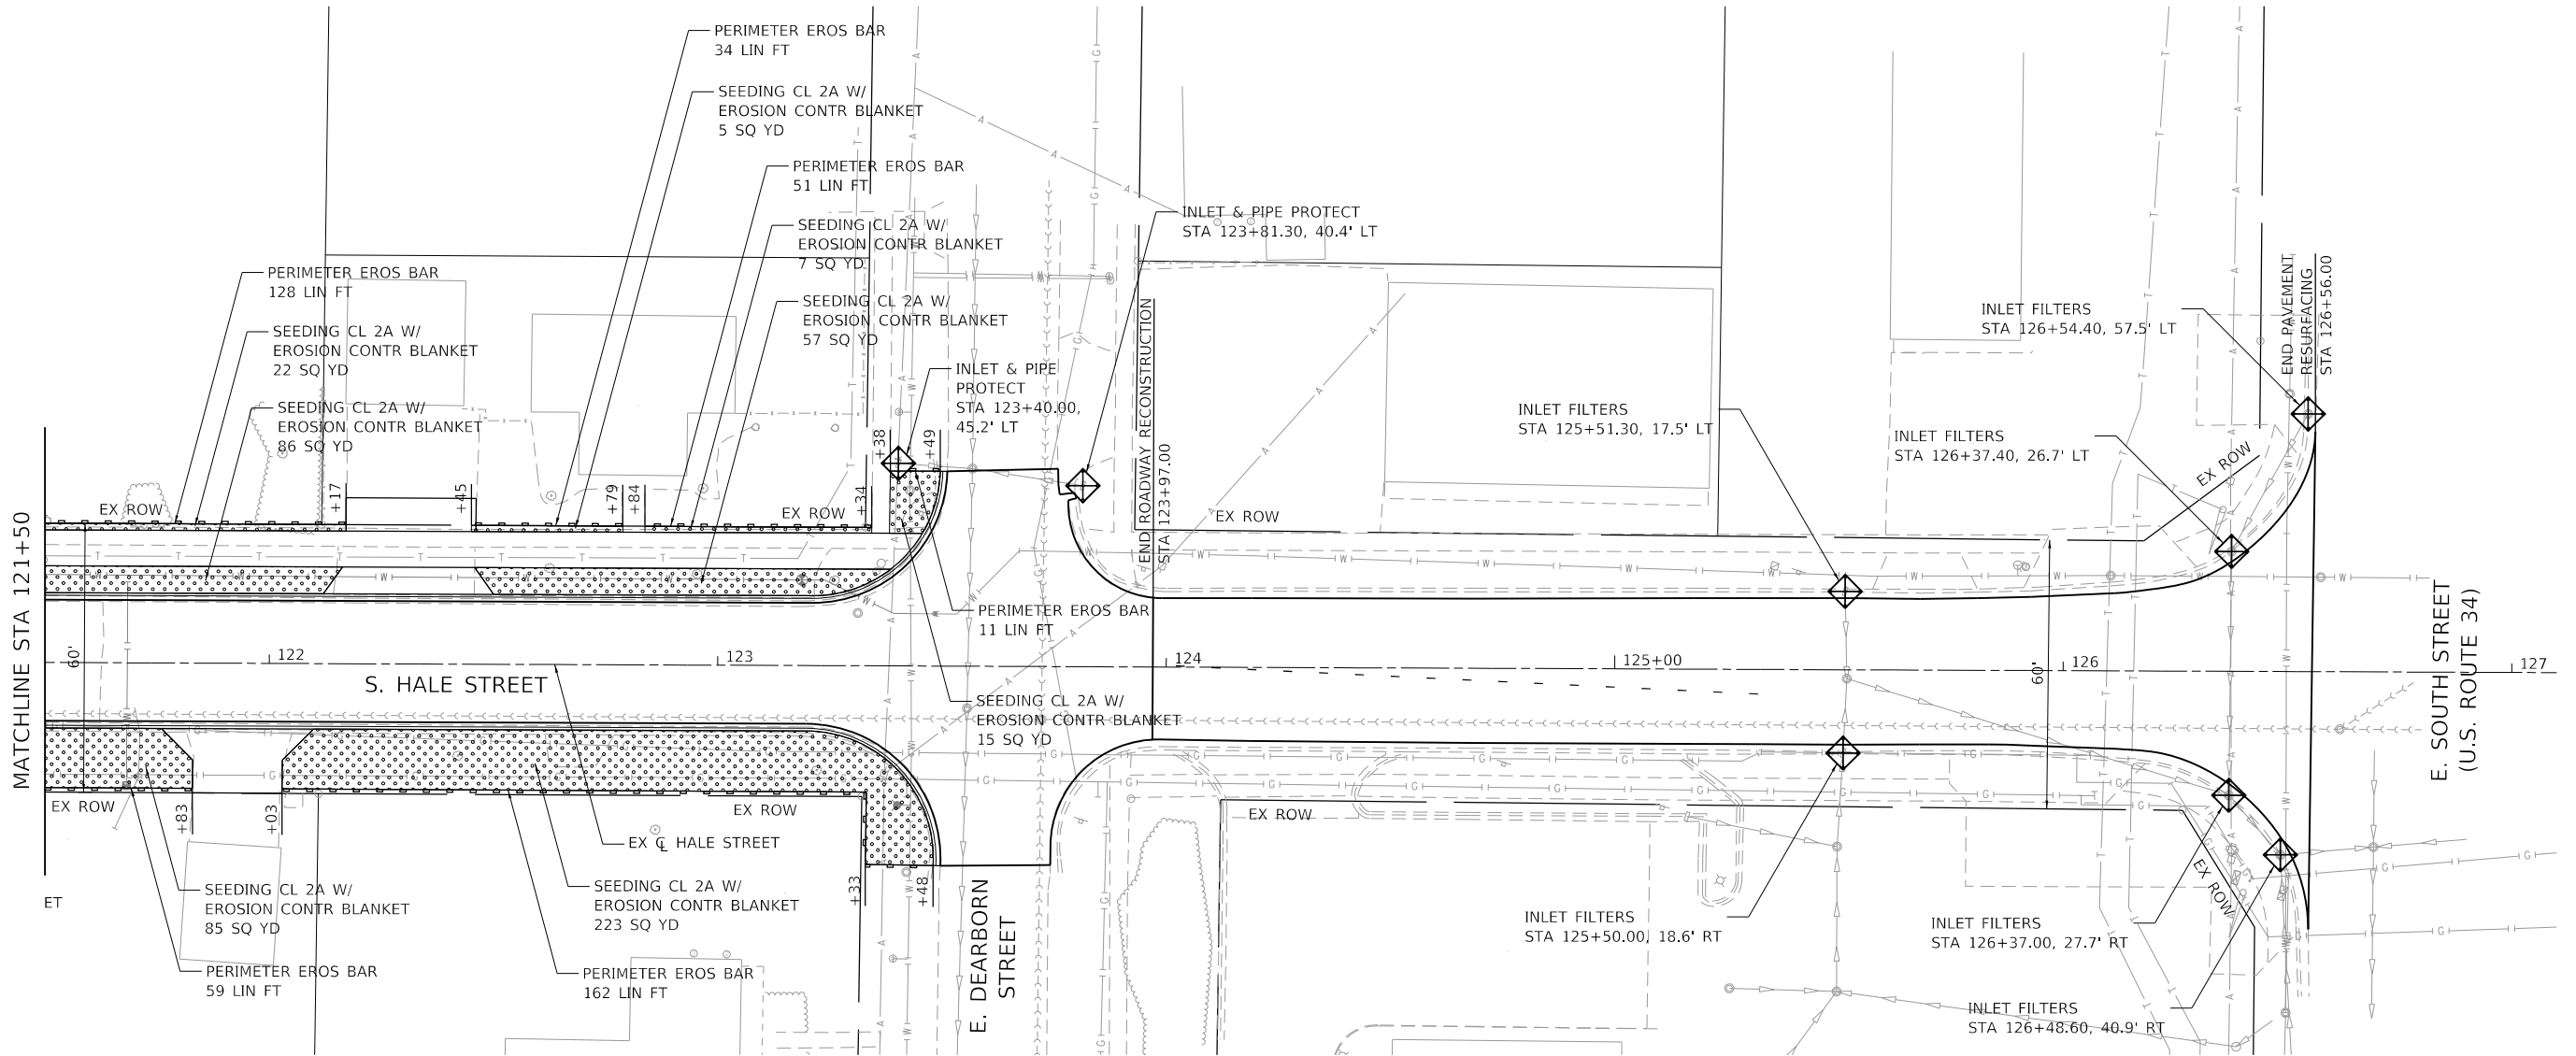 PERIMETER EROS BAR
34 LIN FT
SEEDING CL 2A W/
EROSION CONTR BLANKET
5 SQ YD
PERIMETER EROS BAR
51 LIN FT
SEEDING CL 2A W/
EROSION CONTR BLANKET
7 SQ YD
SEEDING CL 2A W/
EROSION CONTR BLANKET
57 SQ YD
PERIMETER EROS BAR
128 LIN FT
SEEDING CL 2A W/
EROSION CONTR BLANKET
22 SQ YD
SEEDING CL 2A W/
EROSION CONTR BLANKET
86 SQ YD
INLET & PIPE
PROTECT
STA 123+40.00,
45.2' LT
INLET & PIPE PROTECT
STA 123+81.30, 40.4' LT
END ROADWAY RECONSTRUCTION
STA 123+97.00
INLET FILTERS
STA 125+51.30, 17.5' LT
INLET FILTERS
STA 126+54.40, 57.5' LT
INLET FILTERS
STA 126+37.40, 26.7' LT
END PAVEMENT
RESURFACING
STA 126+56.00
EX ROW
+17
+45
+79
+84
EX ROW
+34
+38
+49
EX ROW
EX ROW
MATCHLINE STA 121+50
60'
122
123
124
125+00
126
127
60'
S. HALE STREET
PERIMETER EROS BAR
11 LIN FT
SEEDING CL 2A W/
EROSION CONTR BLANKET
15 SQ YD
E. SOUTH STREET
(U.S. ROUTE 34)
EX ROW
+83
+03
EX ROW
EX ROW
EX ROW
+33
+48
EX CL HALE STREET
ET
SEEDING CL 2A W/
EROSION CONTR BLANKET
85 SQ YD
PERIMETER EROS BAR
59 LIN FT
SEEDING CL 2A W/
EROSION CONTR BLANKET
223 SQ YD
PERIMETER EROS BAR
162 LIN FT
E. DEARBORN
STREET
INLET FILTERS
STA 125+50.00, 18.6' RT
INLET FILTERS
STA 126+37.00, 27.7' RT
INLET FILTERS
STA 126+48.60, 40.9' RT